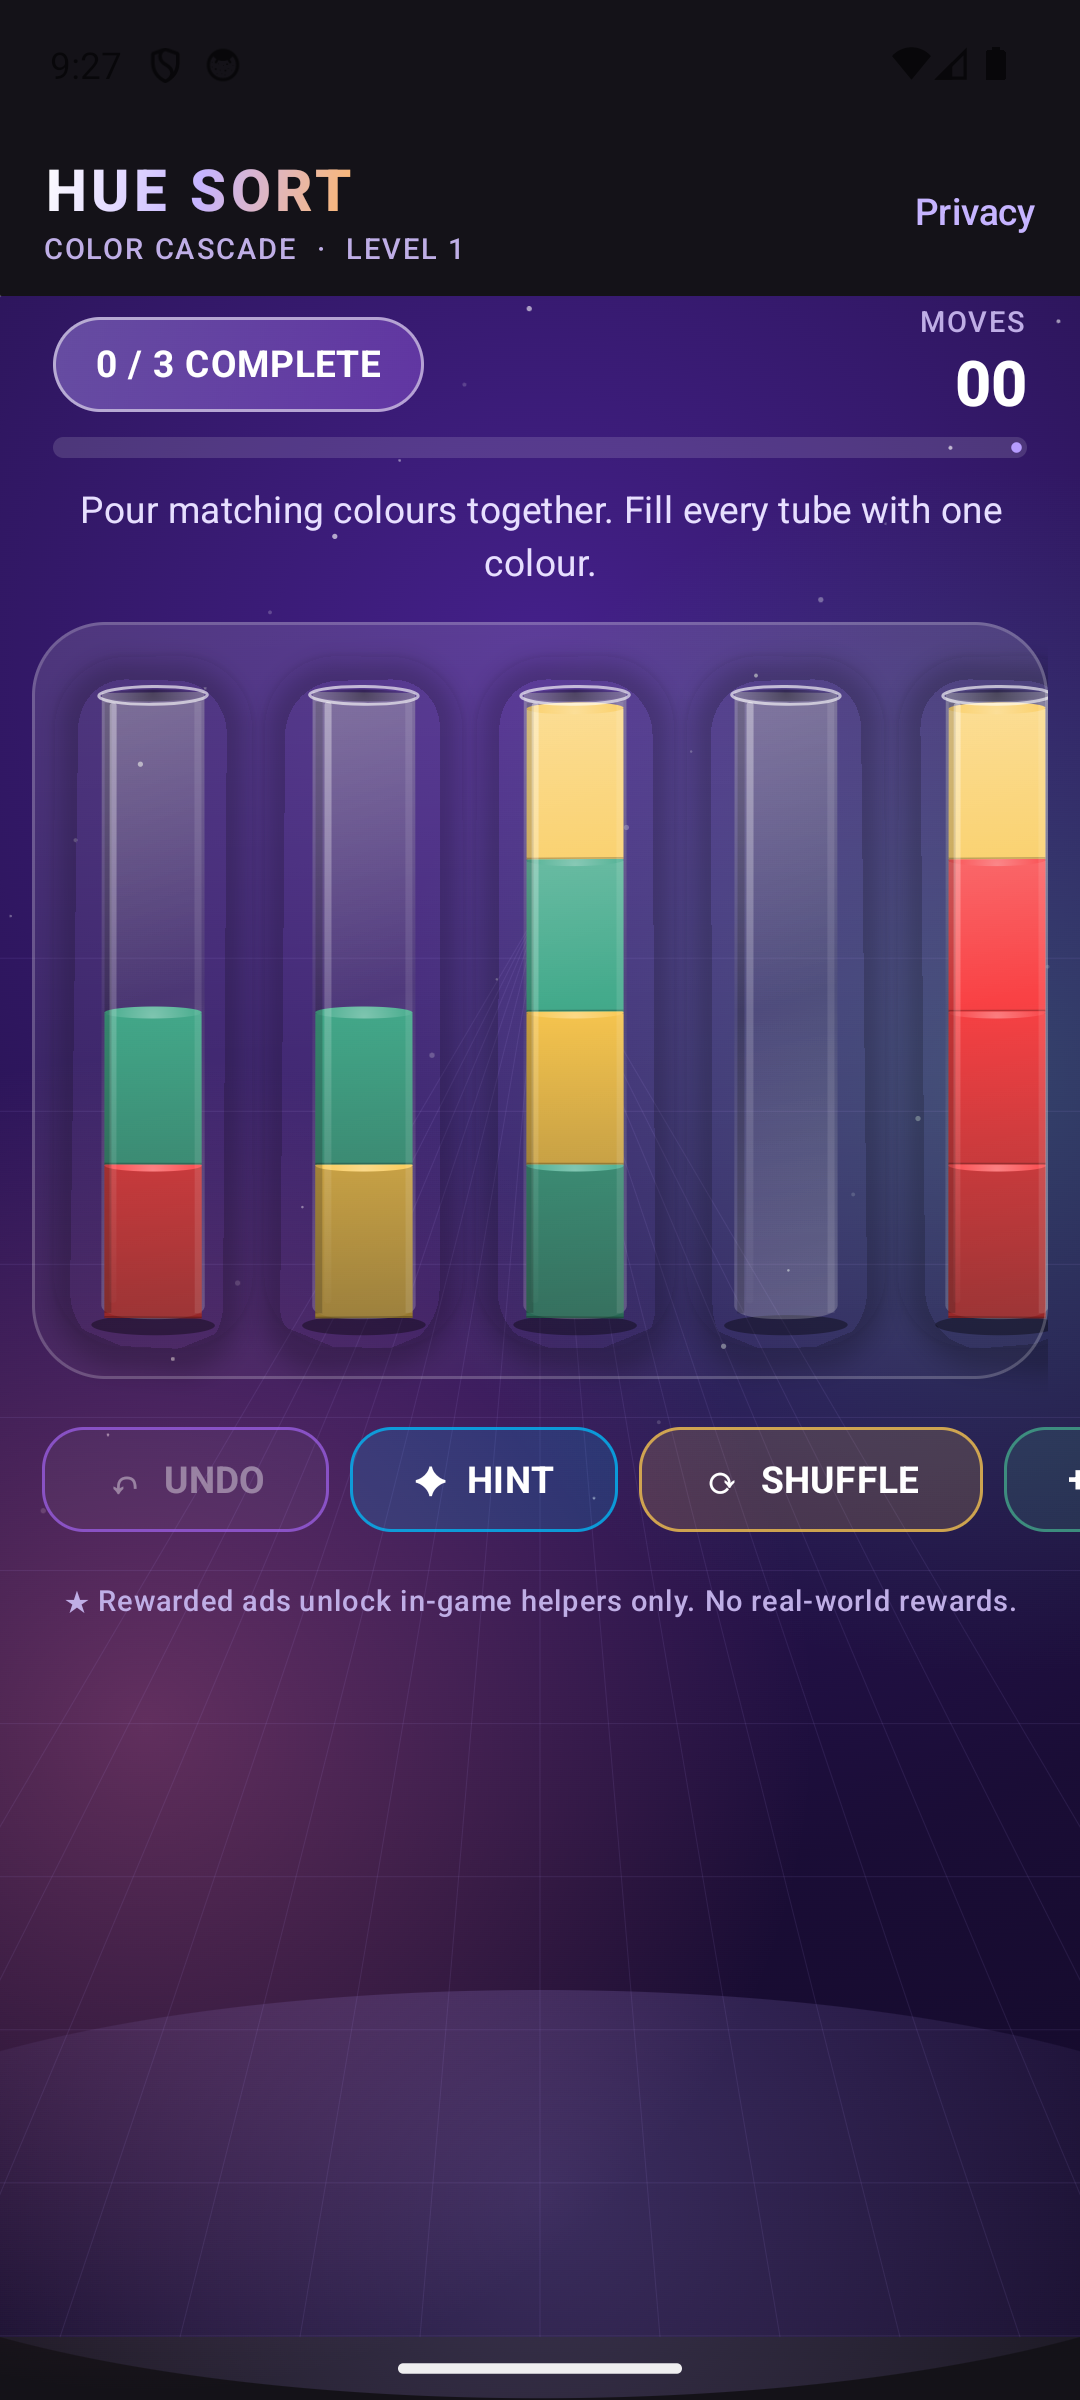 9:27
HUE SORT
COLOR CASCADE · LEVEL 1
Privacy
0 / 3 COMPLETE
MOVES
00
Pour matching colours together. Fill every tube with one
colour.
UNDO
HINT
SHUFFLE
★ Rewarded ads unlock in-game helpers only. No real-world rewards.